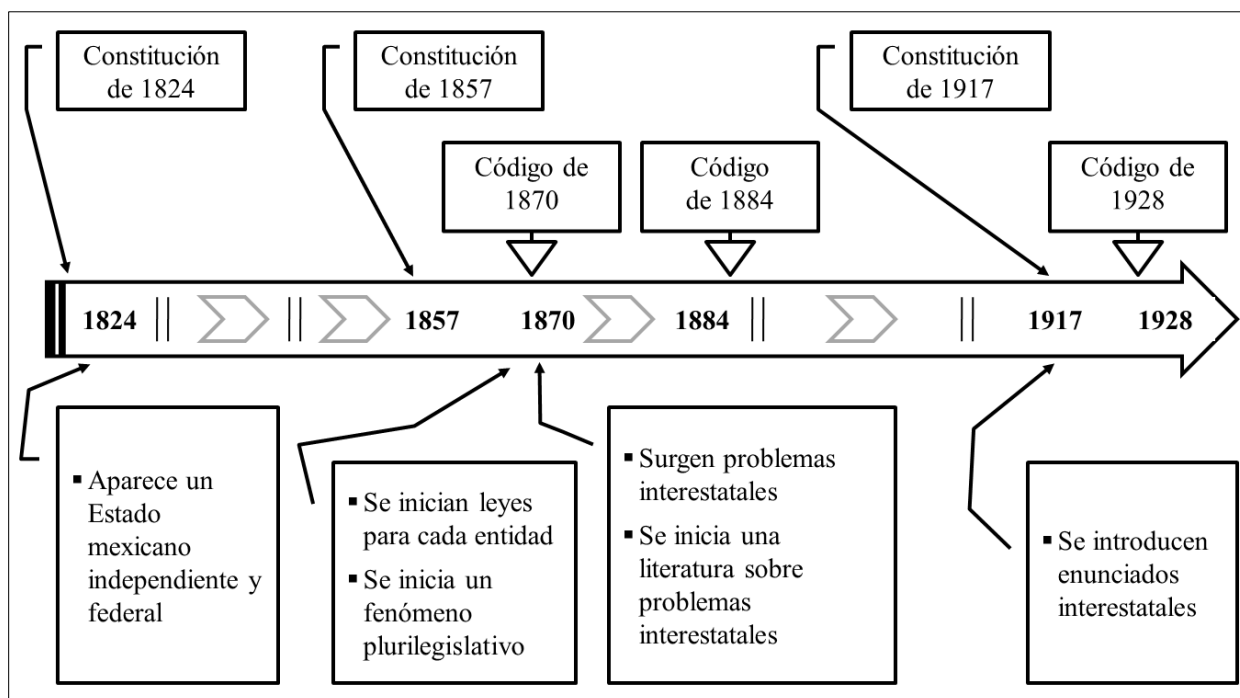 Constitución
de 1824
Constitución
de 1857
Constitución
de 1917
Código de
1870
Código
de 1884
Código de
1928
1824
1857
1870
1884
1917
1928
▪ Aparece un
Estado
mexicano
independiente y
federal
▪ Se inician leyes
para cada entidad
▪ Se inicia un
fenómeno
plurilegislativo
▪ Surgen problemas
interestatales
▪ Se inicia una
literatura sobre
problemas
interestatales
▪ Se introducen
enunciados
interestatales